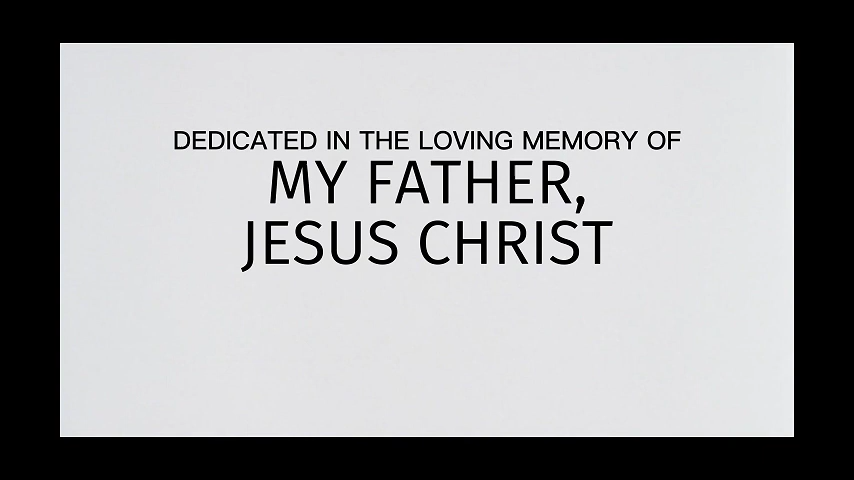 DEDICATED IN THE LOVING MEMORY OF
MY FATHER,
JESUS CHRIST